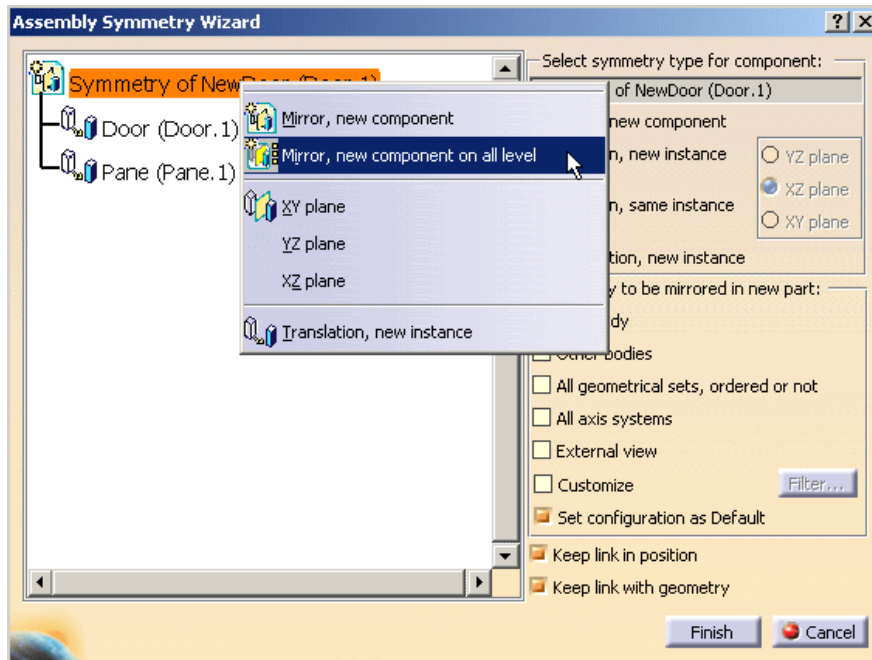 Assembly Symmetry Wizard
Symmetry of NewDoor (Door.1)
Door (Door.1)
Pane (Pane.1)
Mirror, new component
Mirror, new component on all level
XY plane
YZ plane
XZ plane
Translation, new instance
Select symmetry type for component:
of NewDoor (Door.1)
new component
n, new instance
YZ plane
XZ plane
n, same instance
XY plane
tion, new instance
y to be mirrored in new part:
dy
Other bodies
All geometrical sets, ordered or not
All axis systems
External view
Customize
Filter...
Set configuration as Default
Keep link in position
Keep link with geometry
Finish
Cancel